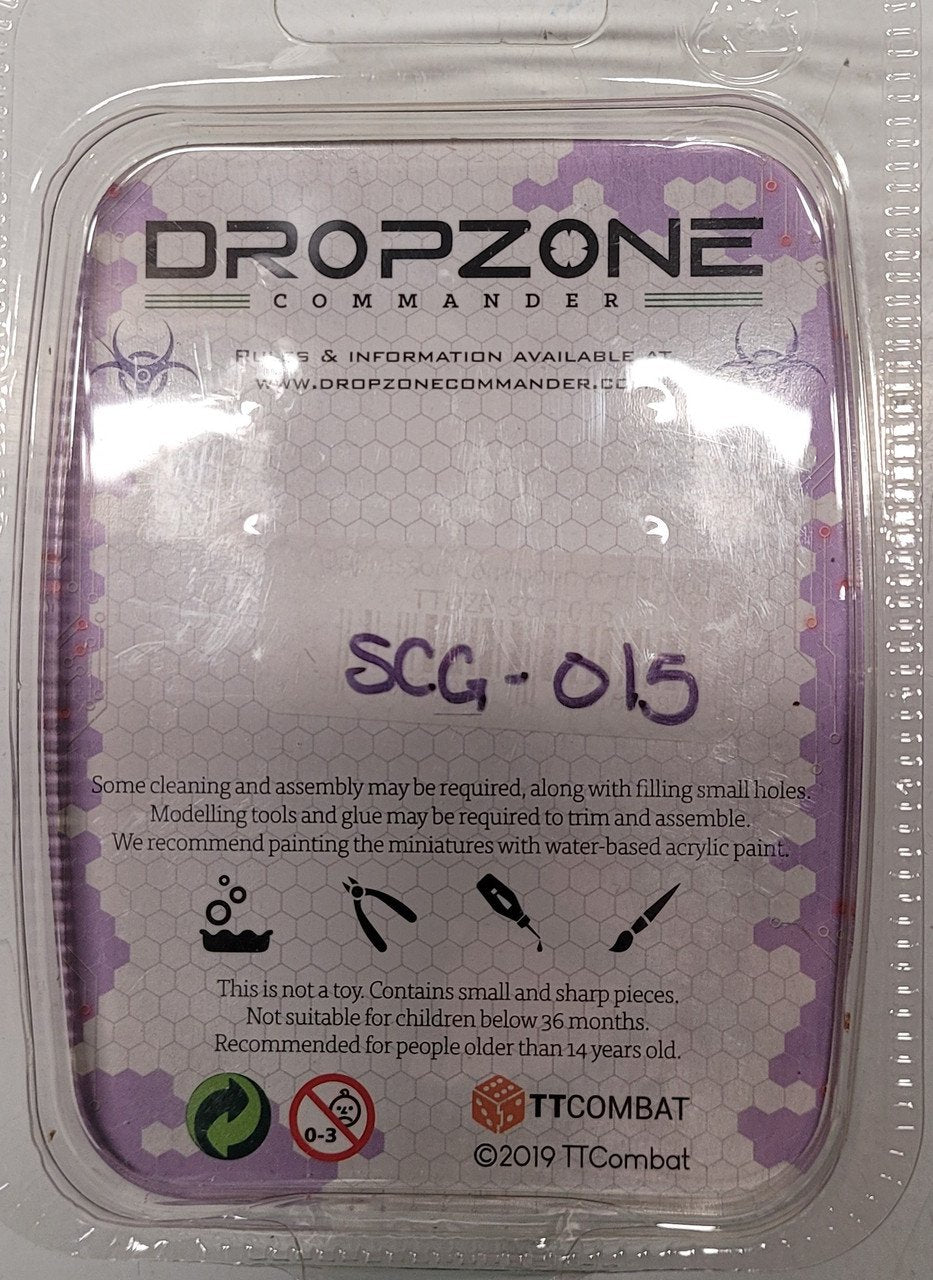 DROPZONE
COMMANDER
RULES & INFORMATION AVAILABLE AT
SCG-015
Some cleaning and assembly may be required, along with filling small holes.
Modelling tools and glue may be required to trim and assemble.
We recommend painting the miniatures with water-based acrylic paint.
This is not a toy. Contains small and sharp pieces.
Not suitable for children below 36 months.
Recommended for people older than 14 years old.
0-3
TTCOMBAT
©2019 TTCombat